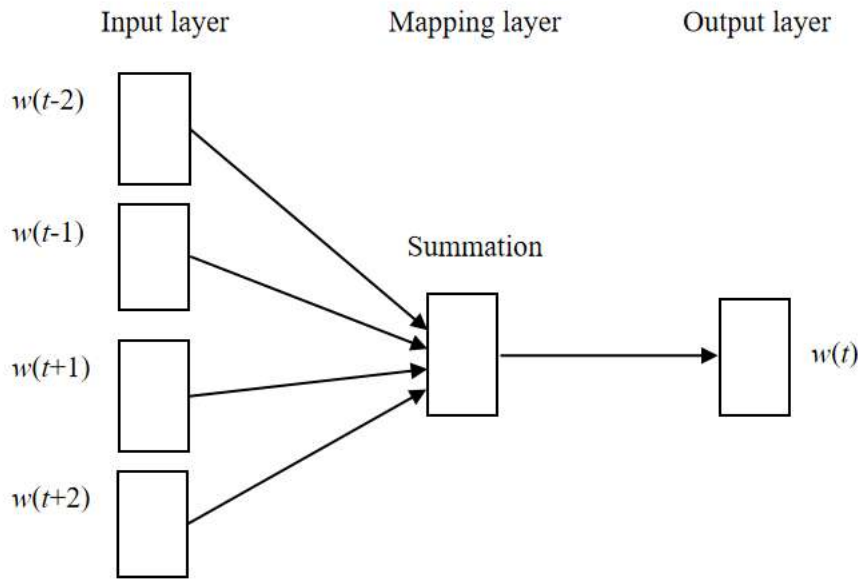 Input layer
Mapping layer
Output layer
w(t-2)
w(t-1)
Summation
w(t+1)
w(t)
w(t+2)